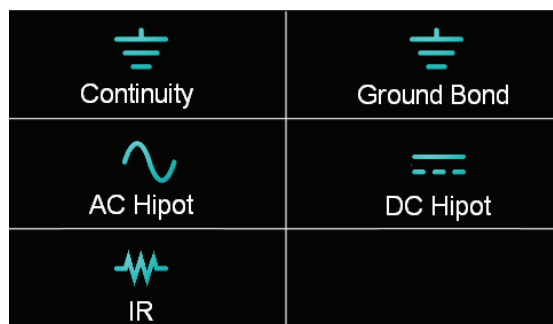 Continuity
Ground Bond
AC Hipot
DC Hipot
IR